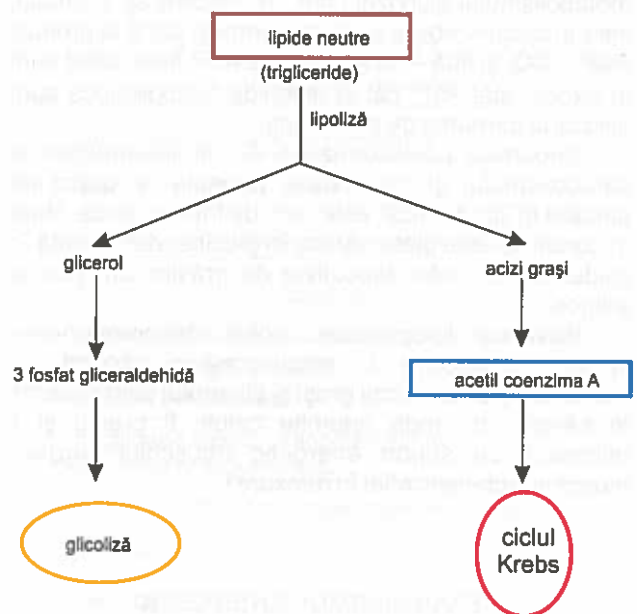 lipide neutre
(trigliceride)
lipoliză
glicerol
acizi grași
3 fosfat gliceraldehidă
acetil coenzima A
glicoliză
ciclul
Krebs